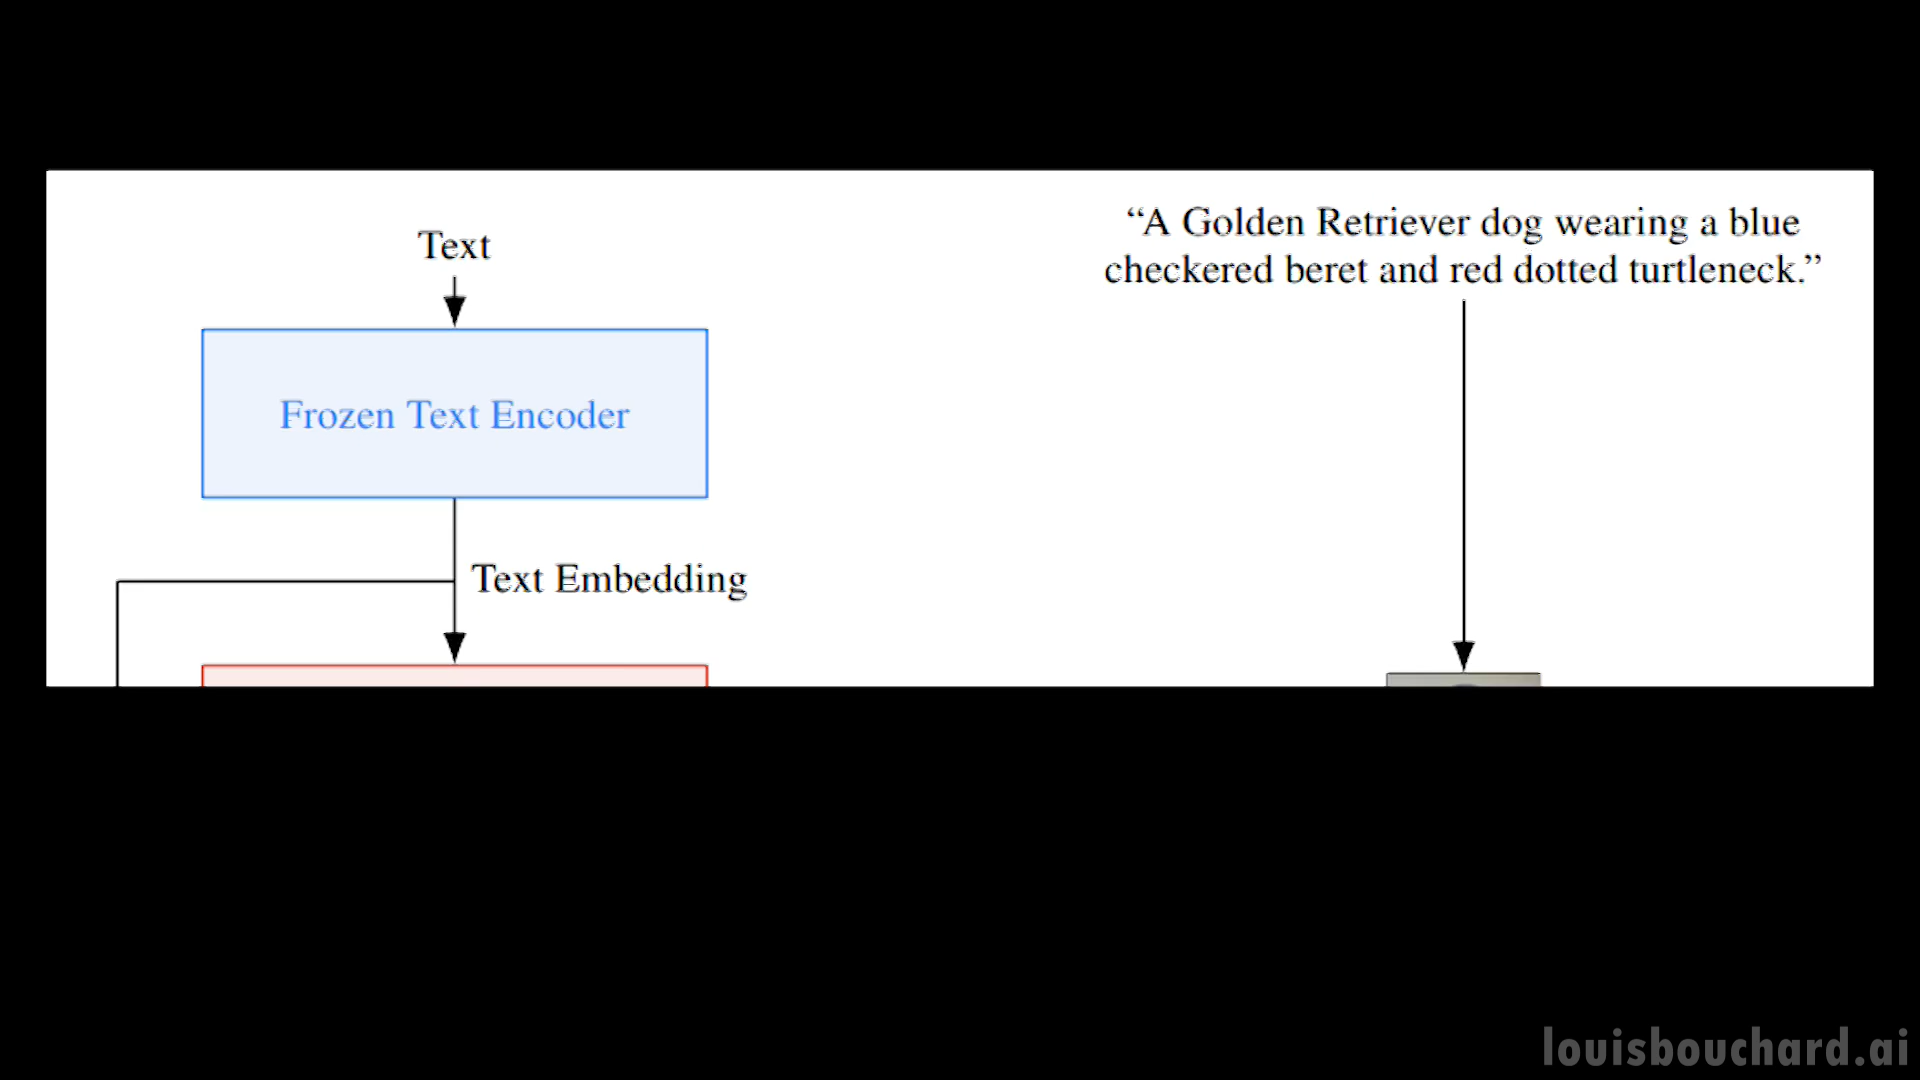 Text
Frozen Text Encoder
Text Embedding
“A Golden Retriever dog wearing a blue
checkered beret and red dotted turtleneck.”
louisbouchard.ai